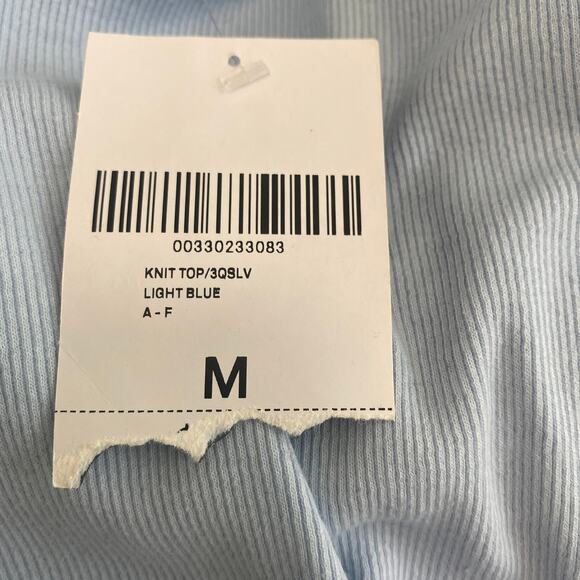 00330233083
KNIT TOP/3QSLV
LIGHT BLUE
A - F
M